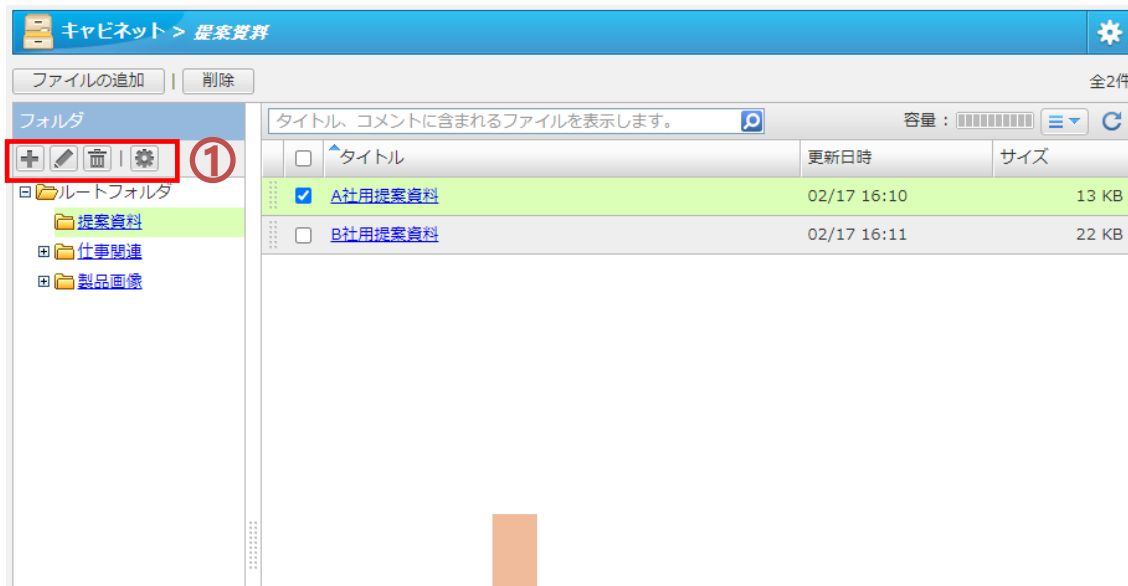 キャビネット > 提案資料
ファイルの追加 | 削除
全2件
フォルダ
タイトル、コメントに含まれるファイルを表示します。
容量：
①
タイトル 更新日時 サイズ
ルートフォルダ
提案資料
仕事関連
製品画像
A社用提案資料 02/17 16:10 13 KB
B社用提案資料 02/17 16:11 22 KB